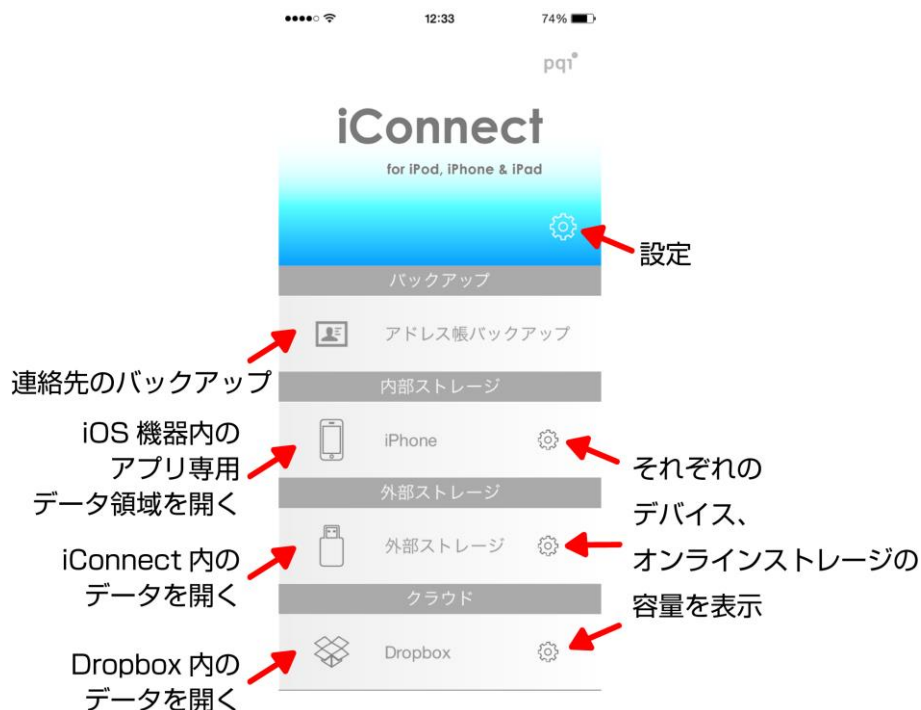 12:33
74%
pqi
iConnect
for iPod, iPhone & iPad
設定
バックアップ
アドレス帳バックアップ
連絡先のバックアップ
内部ストレージ
iPhone
iOS 機器内の
アプリ専用
データ領域を開く
外部ストレージ
外部ストレージ
iConnect 内の
データを開く
それぞれの
デバイス、
オンラインストレージの
容量を表示
クラウド
Dropbox
Dropbox 内の
データを開く